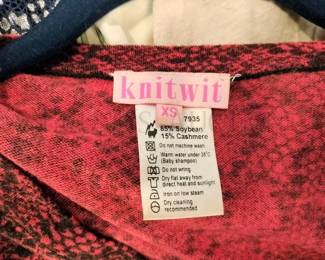 knitwit
XS
7935
85% Soybean
15% Cashmere
Do not machine wash
Warm water under 38°C
(Baby shampoo)
Do not wring
Dry flat away from
direct heat and sunlight
Iron on low steam
Dry cleaning
recommended